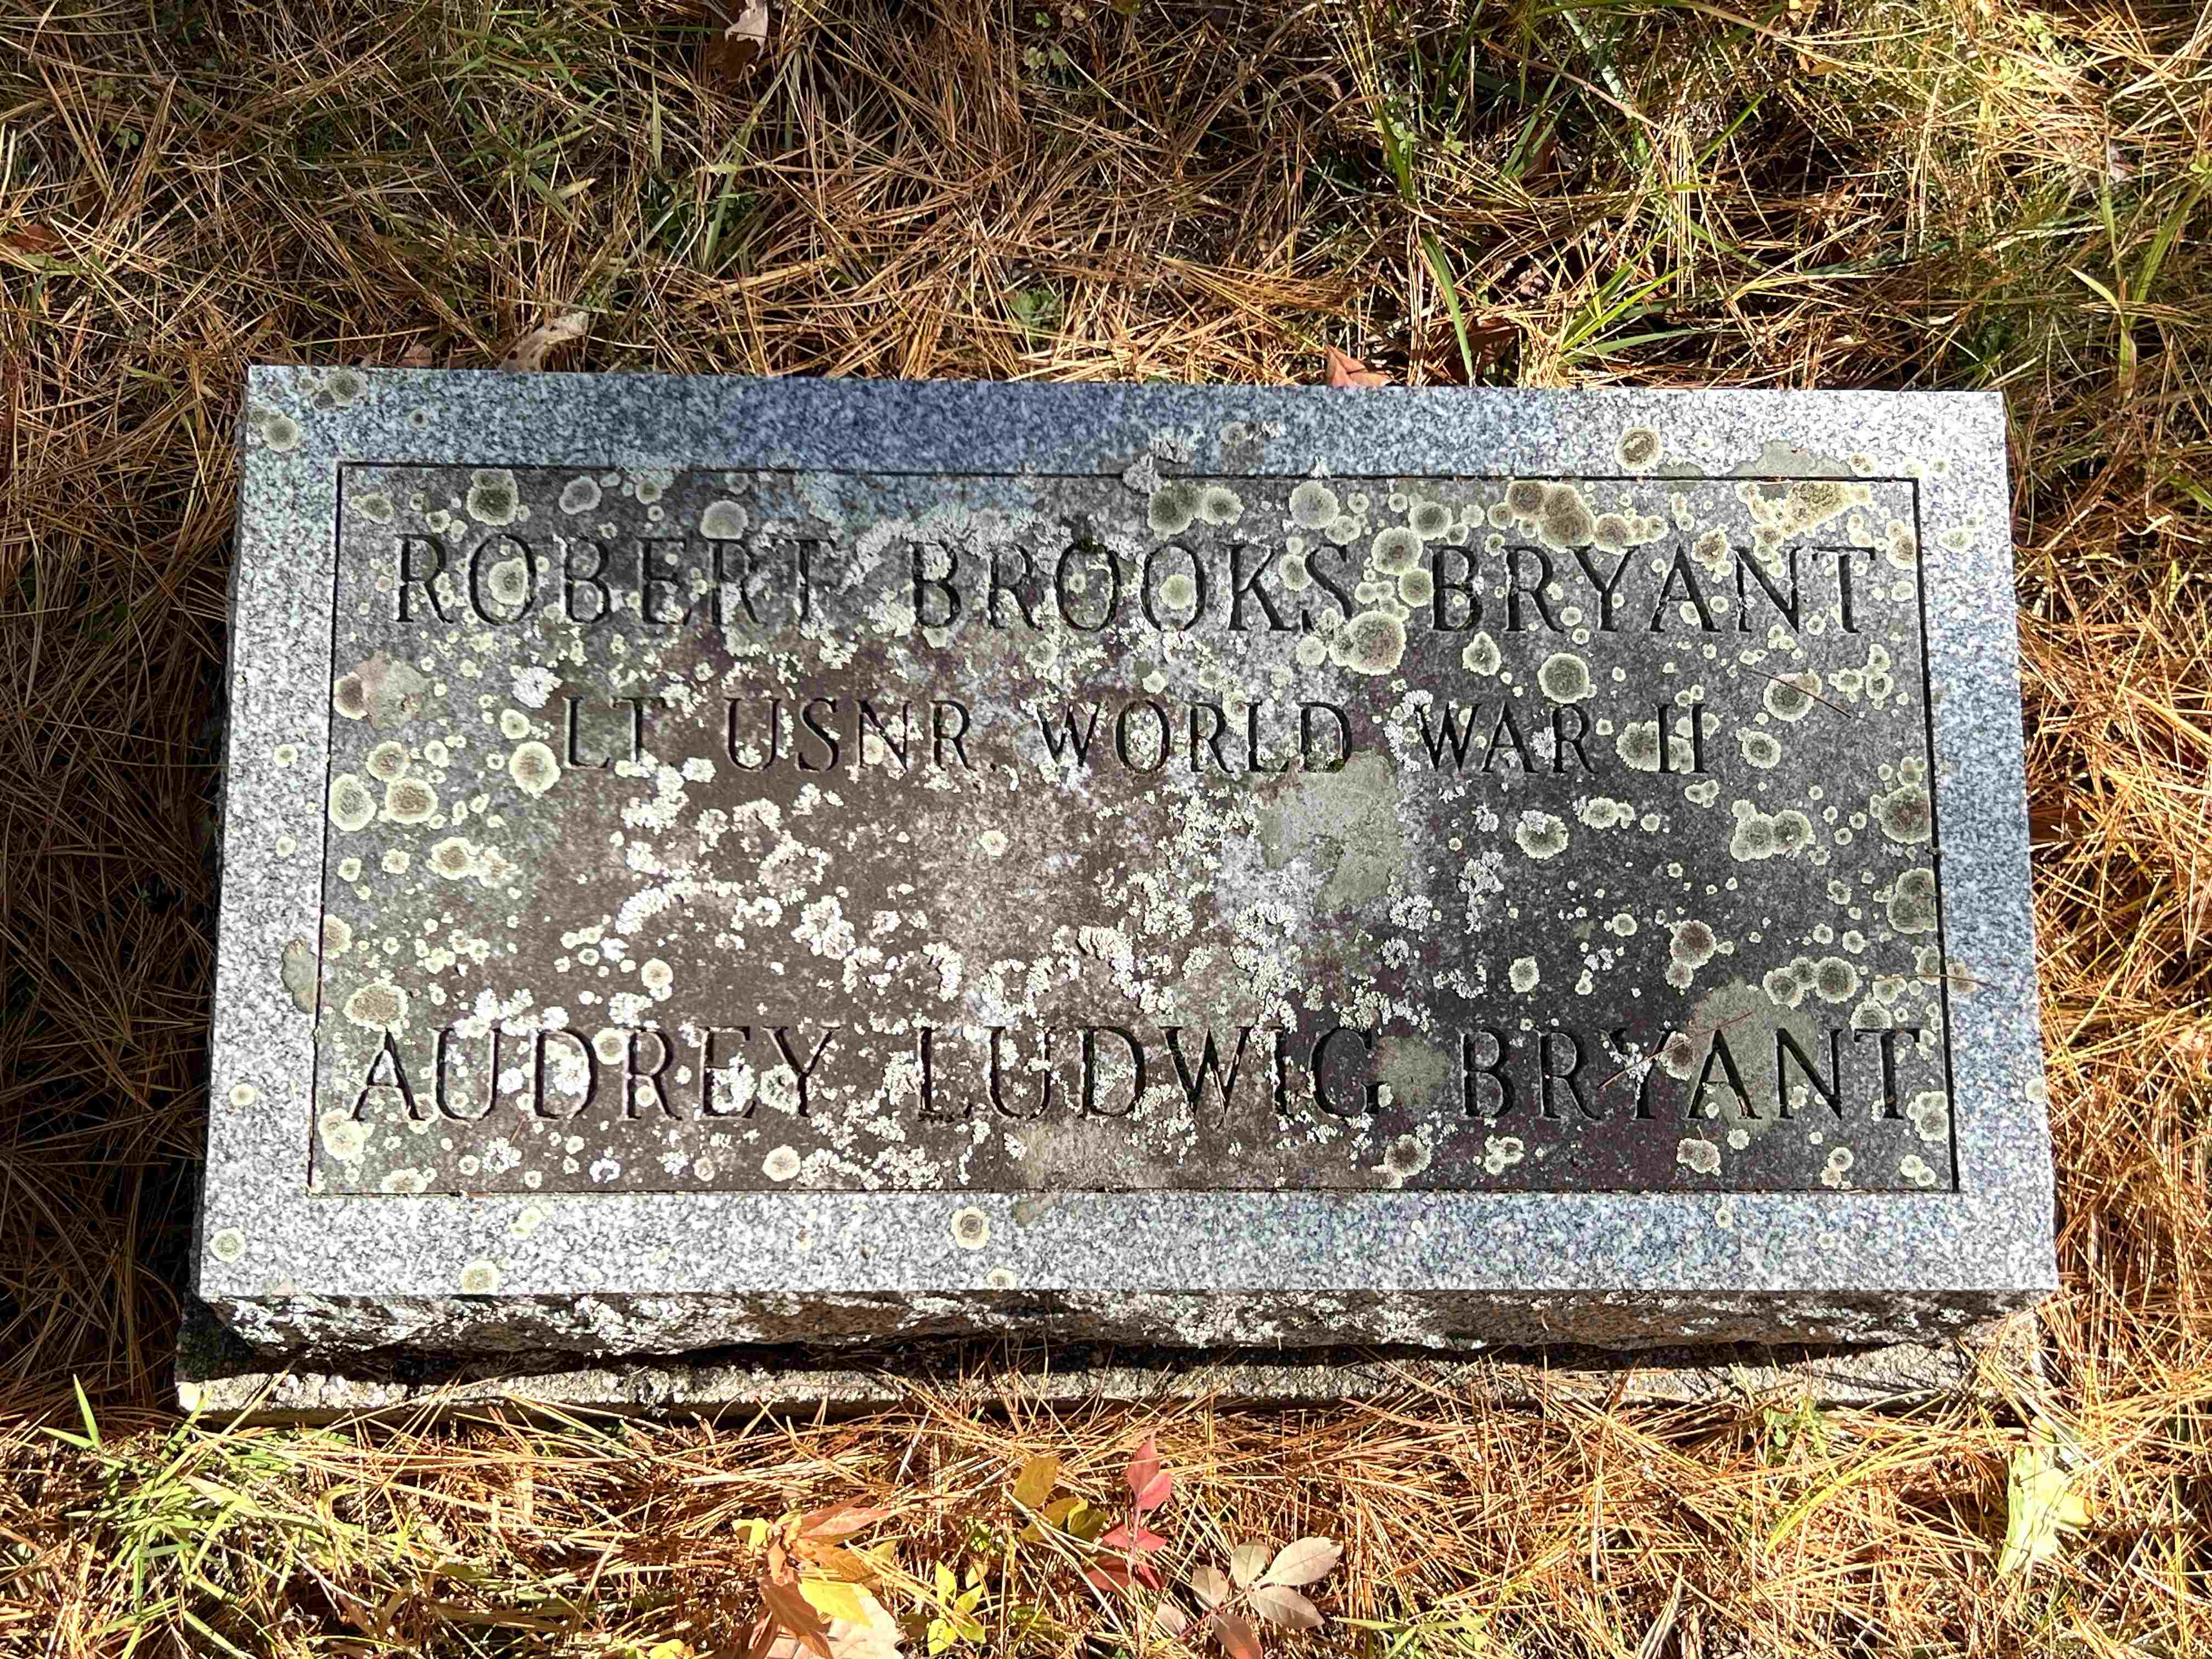 ROBERT BROOKS BRYANT
LT. USNR. WORLD WAR II
AUDREY LUDWIG BRYANT